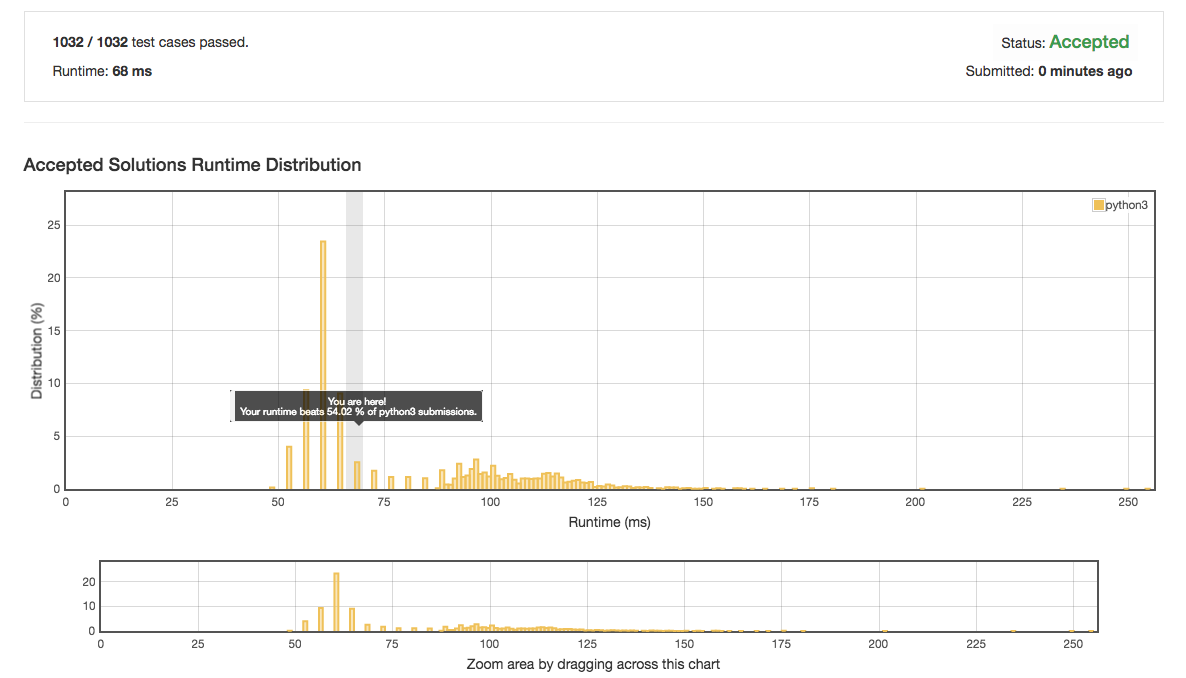 1032 / 1032 test cases passed.
Status: Accepted
Runtime: 68 ms
Submitted: 0 minutes ago
Accepted Solutions Runtime Distribution
python3
25
20
15
10
5
0
Distribution (%)
You are here!
Your runtime beats 54.02 % of python3 submissions.
0 25 50 75 100 125 150 175 200 225 250
Runtime (ms)
20
10
0
0 25 50 75 100 125 150 175 200 225 250
Zoom area by dragging across this chart